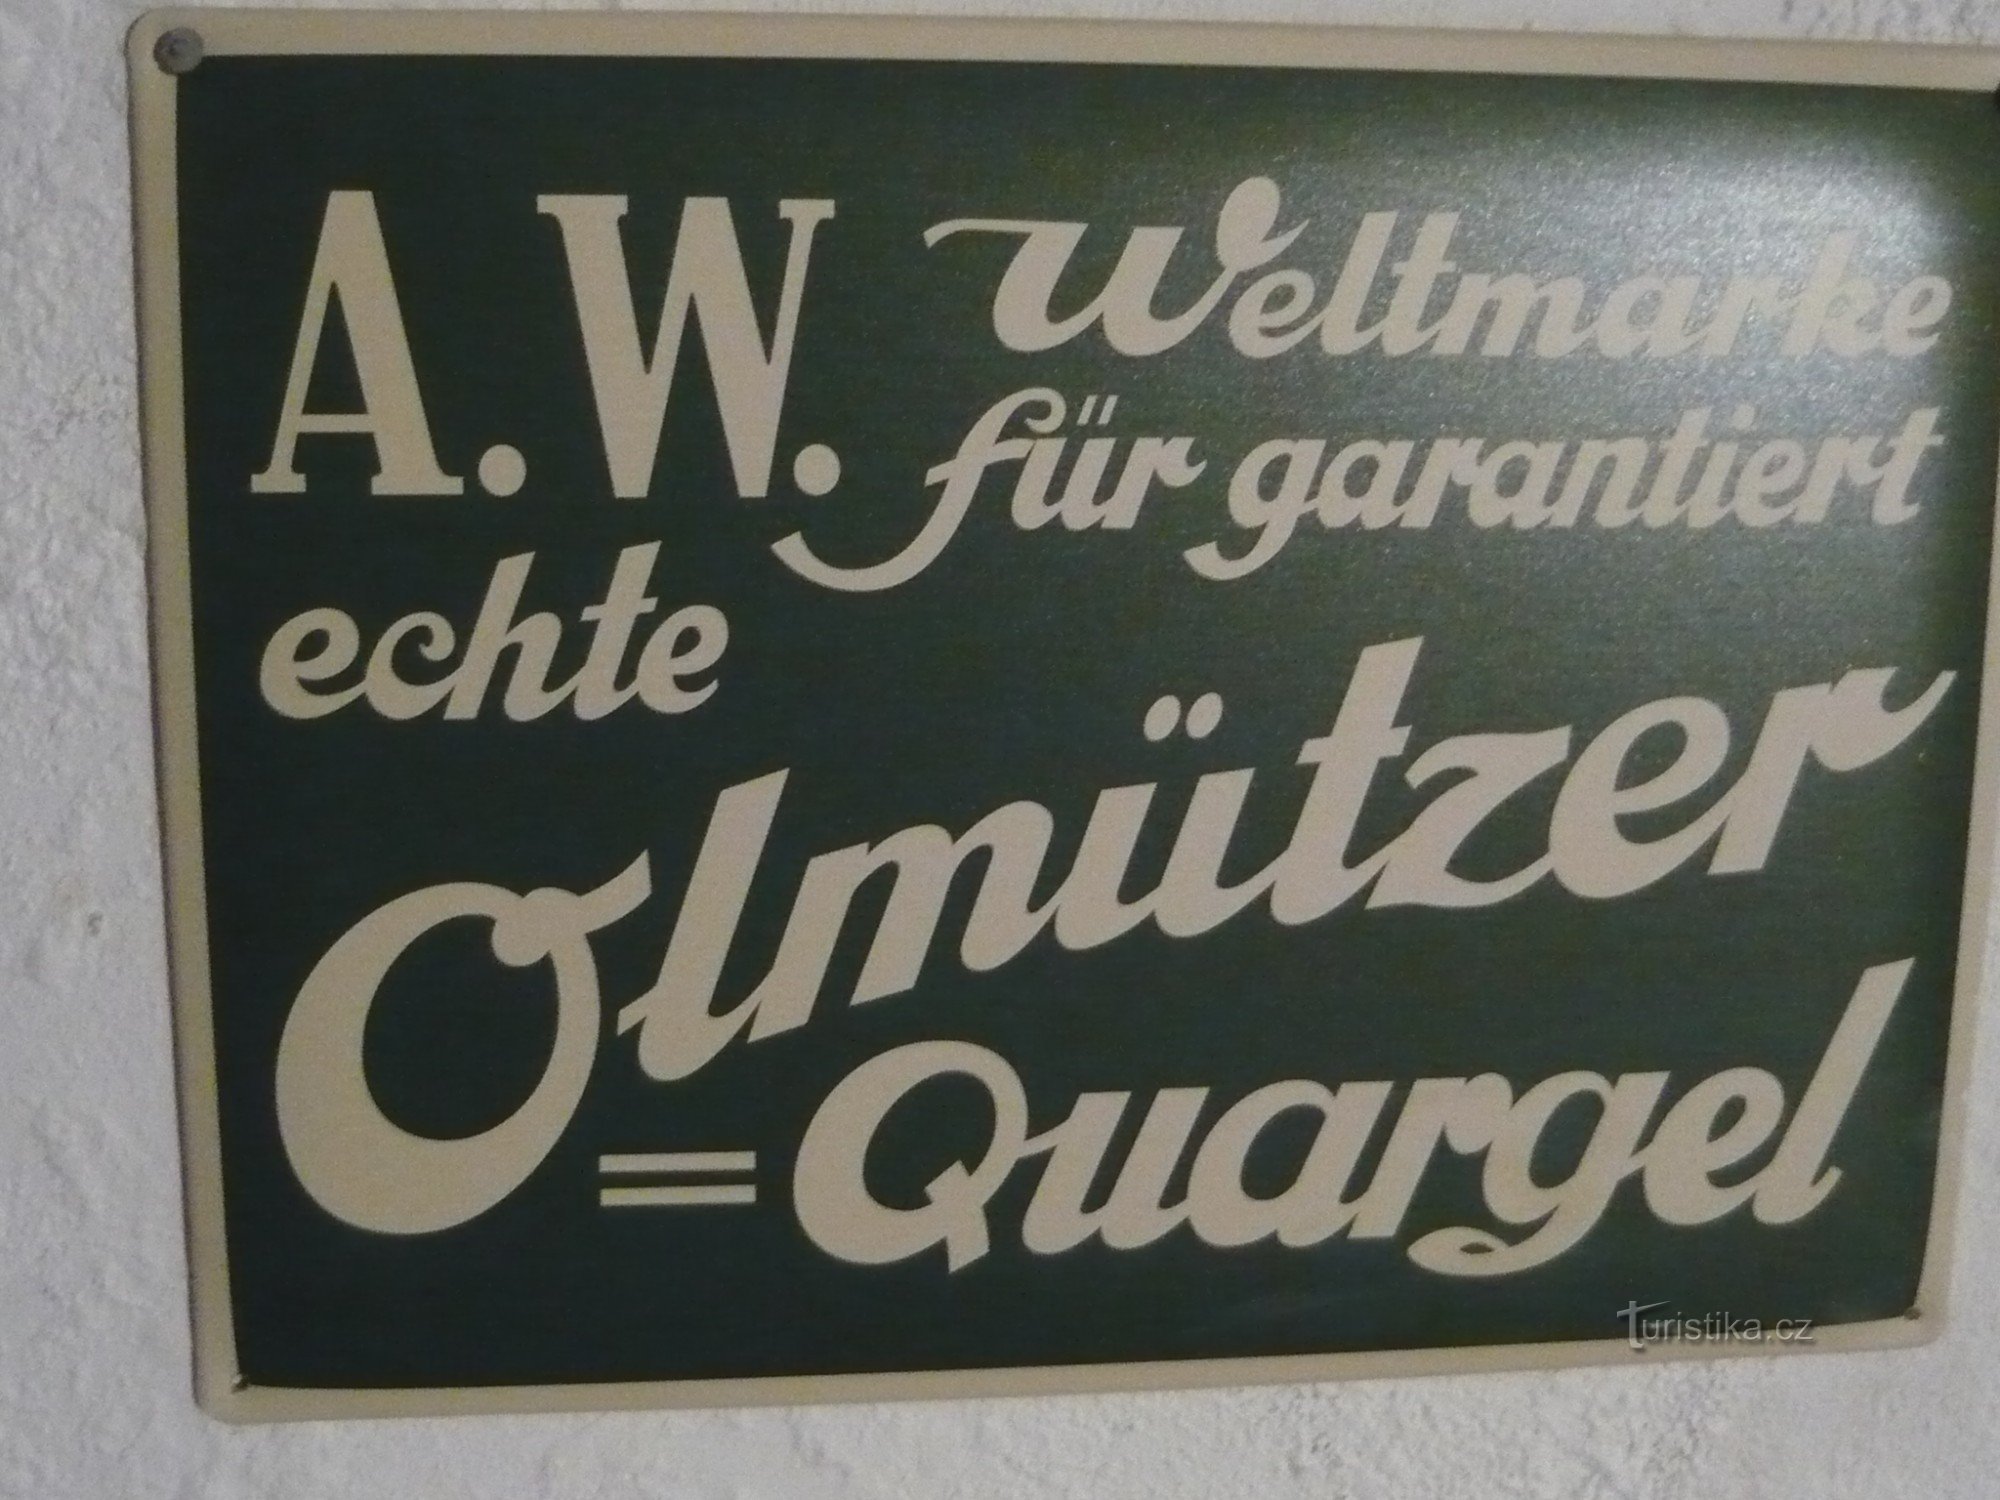 A.W. Weltmarke
für garantiert
echte
Olmützer
=Quargel
Turistika.cz